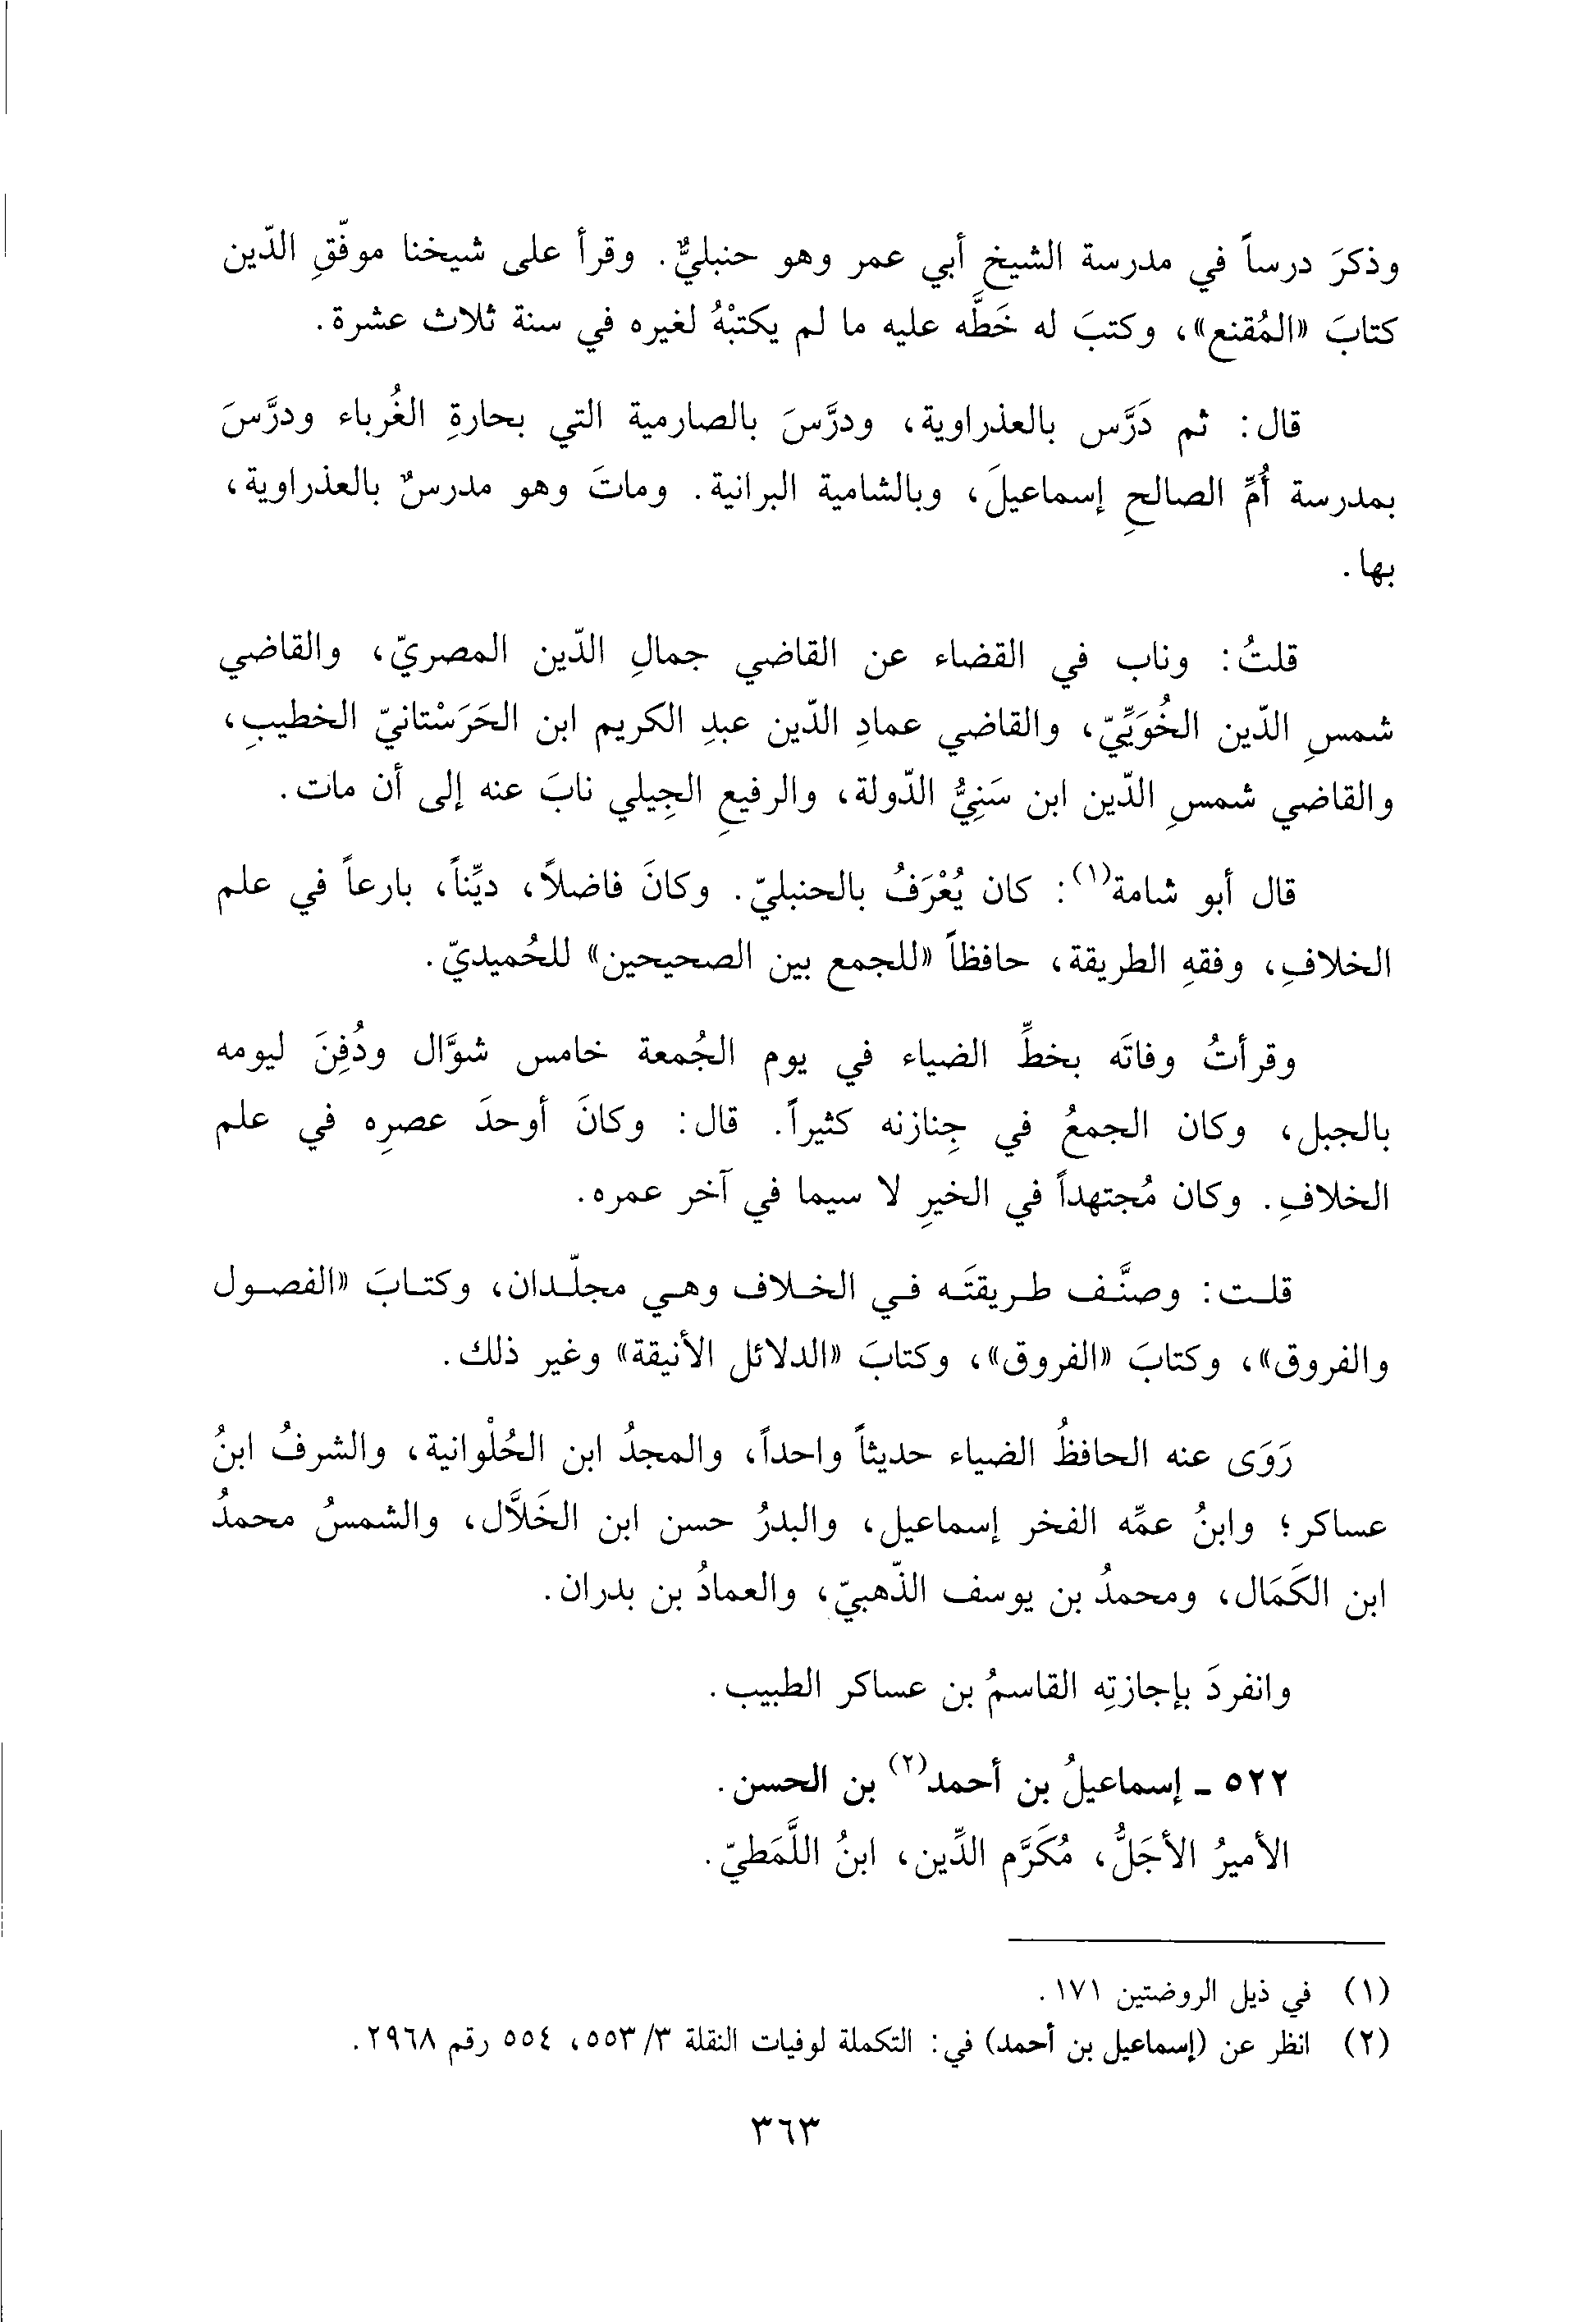 وذكرَ درساً في مدرسة الشيخ أبي عمر وهو حنبليٌّ. وقرأ على شيخنا موفّقِ الدّين
كتابَ «المُقنع»، وكتبَ له خَطَّه عليه ما لم يكتبْهُ لغيره في سنة ثلاث عشرة.
قال: ثم دَرَّس بالعذراوية، ودرَّسَ بالصارمية التي بحارةِ الغُرباء ودرَّسَ
بمدرسة أُمِّ الصالحِ إسماعيلَ، وبالشامية البرانية. وماتَ وهو مدرسٌ بالعذراوية،
بها.
قلتُ: وناب في القضاء عن القاضي جمالِ الدّين المصريّ، والقاضي
شمسِ الدّين الخُوَيِّيّ، والقاضي عمادِ الدّين عبدِ الكريم ابن الحَرَسْتانيّ الخطيبِ،
والقاضي شمسِ الدّين ابن سَنِيُّ الدّولة، والرفيعِ الجِيلي نابَ عنه إلى أن مات.
قال أبو شامة(١): كان يُعْرَفُ بالحنبليّ. وكانَ فاضلاً، ديِّناً، بارعاً في علم
الخلافِ، وفقهِ الطريقة، حافظاً «للجمع بين الصحيحين» للحُميديّ.
وقرأتُ وفاتَه بخطِّ الضياء في يوم الجُمعة خامس شوَّال ودُفِنَ ليومه
بالجبل، وكان الجمعُ في جِنازنه كثيراً. قال: وكانَ أوحدَ عصرِه في علم
الخلافِ. وكان مُجتهداً في الخيرِ لا سيما في آخر عمره.
قلت: وصنَّف طريقتَه في الخلاف وهي مجلّدان، وكتابَ «الفصول
والفروق»، وكتابَ «الفروق»، وكتابَ «الدلائل الأنيقة» وغير ذلك.
رَوَى عنه الحافظُ الضياء حديثاً واحداً، والمجدُ ابن الحُلْوانية، والشرفُ ابنُ
عساكر؛ وابنُ عمِّه الفخر إسماعيل، والبدرُ حسن ابن الخَلاَّل، والشمسُ محمدُ
ابن الكَمَال، ومحمدُ بن يوسف الذّهبيّ، والعمادُ بن بدران.
وانفردَ بإجازتِه القاسمُ بن عساكر الطبيب.
٥٢٢ - إسماعيلُ بن أحمد(٢) بن الحسن.
الأميرُ الأجَلُّ، مُكَرَّم الدِّين، ابنُ اللَّمَطيّ.
(١) في ذيل الروضتين ١٧١.
(٢) انظر عن (إسماعيل بن أحمد) في: التكملة لوفيات النقلة ٣/ ٥٥٣، ٥٥٤ رقم ٢٩٦٨.
٣٦٣